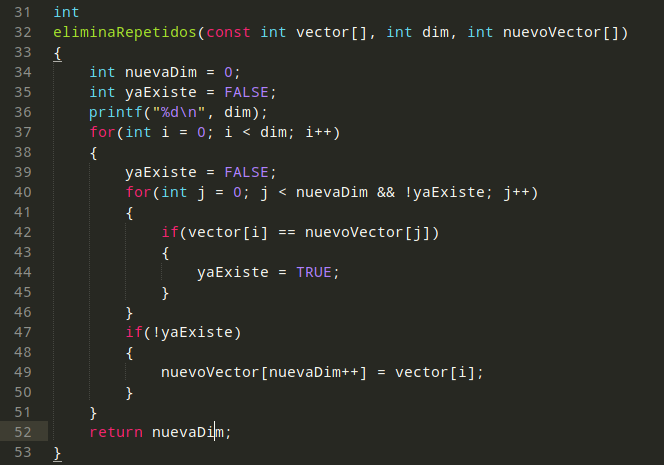 31 int
32 eliminaRepetidos(const int vector[], int dim, int nuevoVector[])
33 {
34     int nuevaDim = 0;
35     int yaExiste = FALSE;
36     printf("%d\n", dim);
37     for(int i = 0; i < dim; i++)
38     {
39         yaExiste = FALSE;
40         for(int j = 0; j < nuevaDim && !yaExiste; j++)
41         {
42             if(vector[i] == nuevoVector[j])
43             {
44                 yaExiste = TRUE;
45             }
46         }
47         if(!yaExiste)
48         {
49             nuevoVector[nuevaDim++] = vector[i];
50         }
51     }
52     return nuevaDim;
53 }